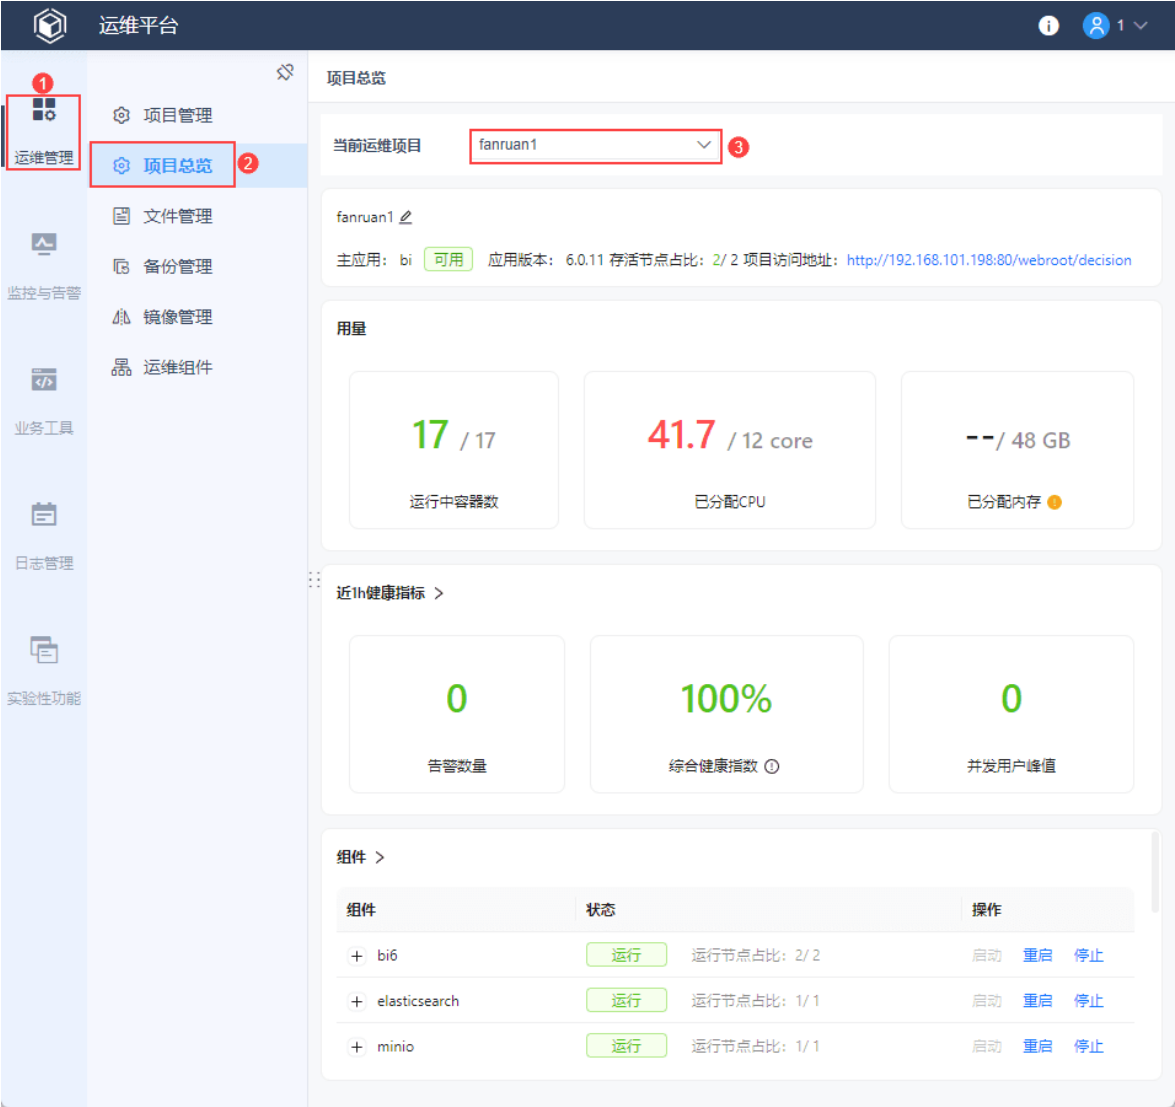 运维平台
1
1
运维管理
监控与告警
业务工具
日志管理
实验性功能
项目管理
项目总览 2
文件管理
备份管理
镜像管理
运维组件
项目总览
当前运维项目 fanruan1 3
fanruan1
主应用: bi 可用 应用版本: 6.0.11 存活节点占比: 2/ 2 项目访问地址: http://192.168.101.198:80/webroot/decision
用量
17 / 17 41.7 / 12 core --/ 48 GB
运行中容器数 已分配CPU 已分配内存
近1h健康指标 >
0 100% 0
告警数量 综合健康指数 并发用户峰值
组件 >
组件 状态 操作
+ bi6 运行 运行节点占比: 2/ 2 启动 重启 停止
+ elasticsearch 运行 运行节点占比: 1/ 1 启动 重启 停止
+ minio 运行 运行节点占比: 1/ 1 启动 重启 停止